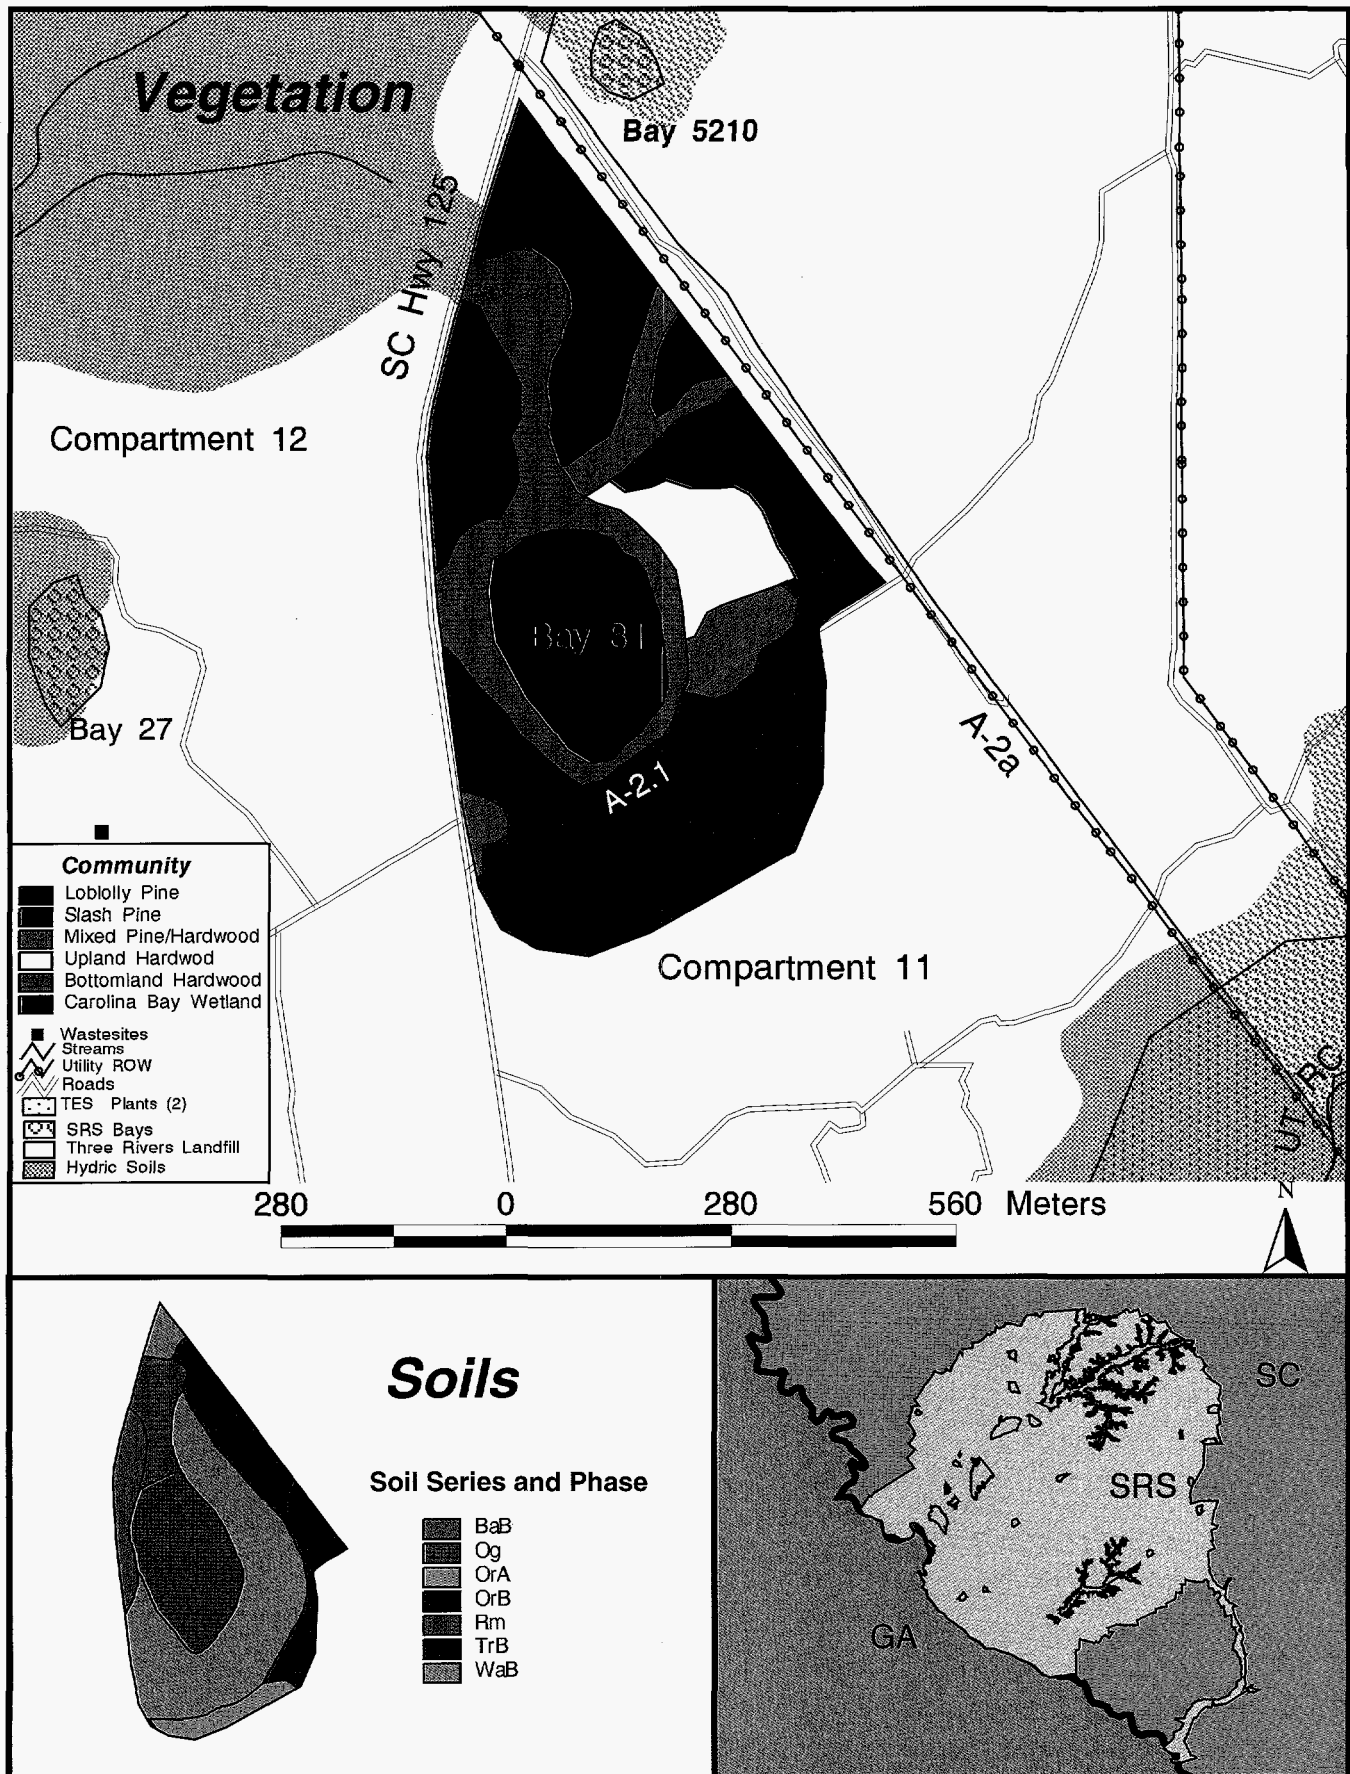 Vegetation
Bay 5210
SC Hwy 125
Compartment 12
Bay 31
Bay 27
A-2a
A-2.1
Compartment 11
Community
Loblolly Pine
Slash Pine
Mixed Pine/Hardwood
Upland Hardwod
Bottomland Hardwood
Carolina Bay Wetland
Wastesites
Streams
Utility ROW
Roads
TES Plants (2)
SRS Bays
Three Rivers Landfill
Hydric Soils
UT RC
N
280 0 280 560 Meters
Soils
Soil Series and Phase
BaB
Og
OrA
OrB
Rm
TrB
WaB
SC
SRS
GA